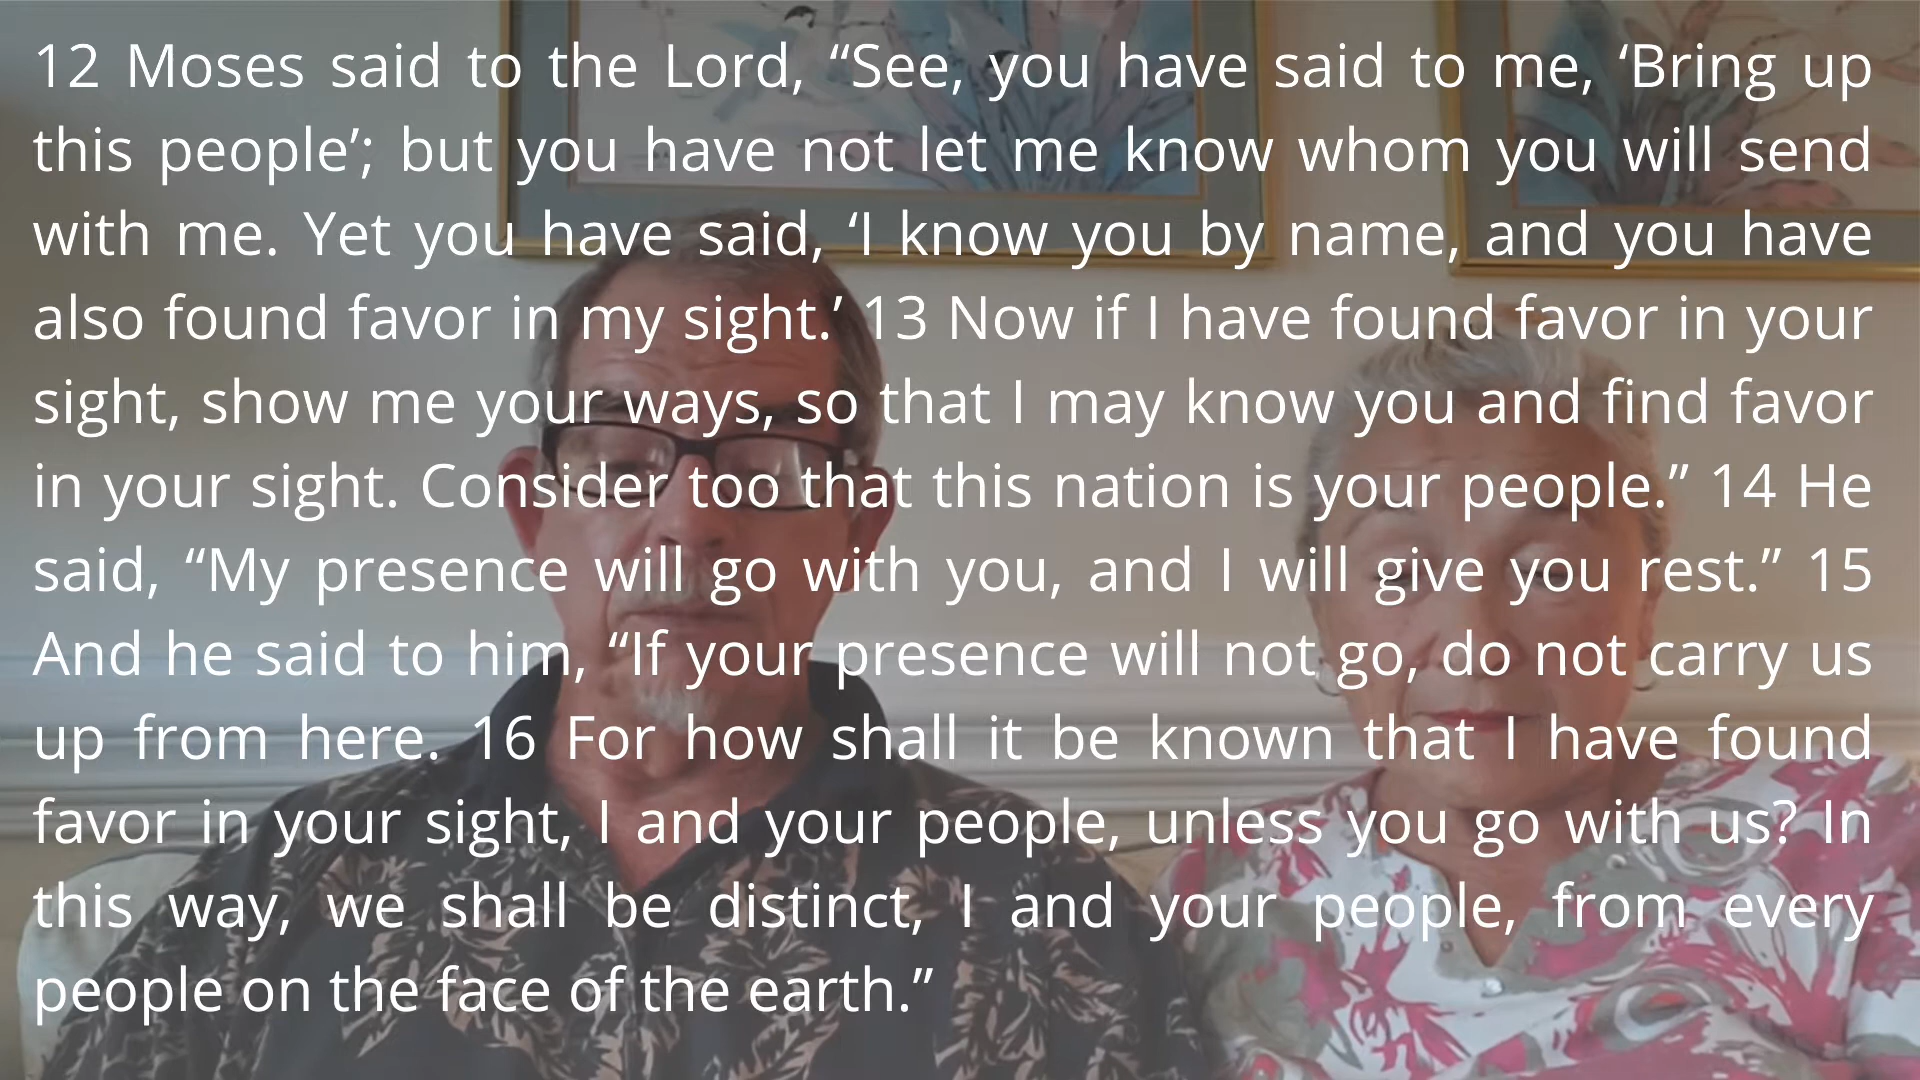 12 Moses said to the Lord, “See, you have said to me, ‘Bring up
this people’; but you have not let me know whom you will send
with me. Yet you have said, ‘I know you by name, and you have
also found favor in my sight.’ 13 Now if I have found favor in your
sight, show me your ways, so that I may know you and find favor
in your sight. Consider too that this nation is your people.” 14 He
said, “My presence will go with you, and I will give you rest.” 15
And he said to him, “If your presence will not go, do not carry us
up from here. 16 For how shall it be known that I have found
favor in your sight, I and your people, unless you go with us? In
this way, we shall be distinct, I and your people, from every
people on the face of the earth.”